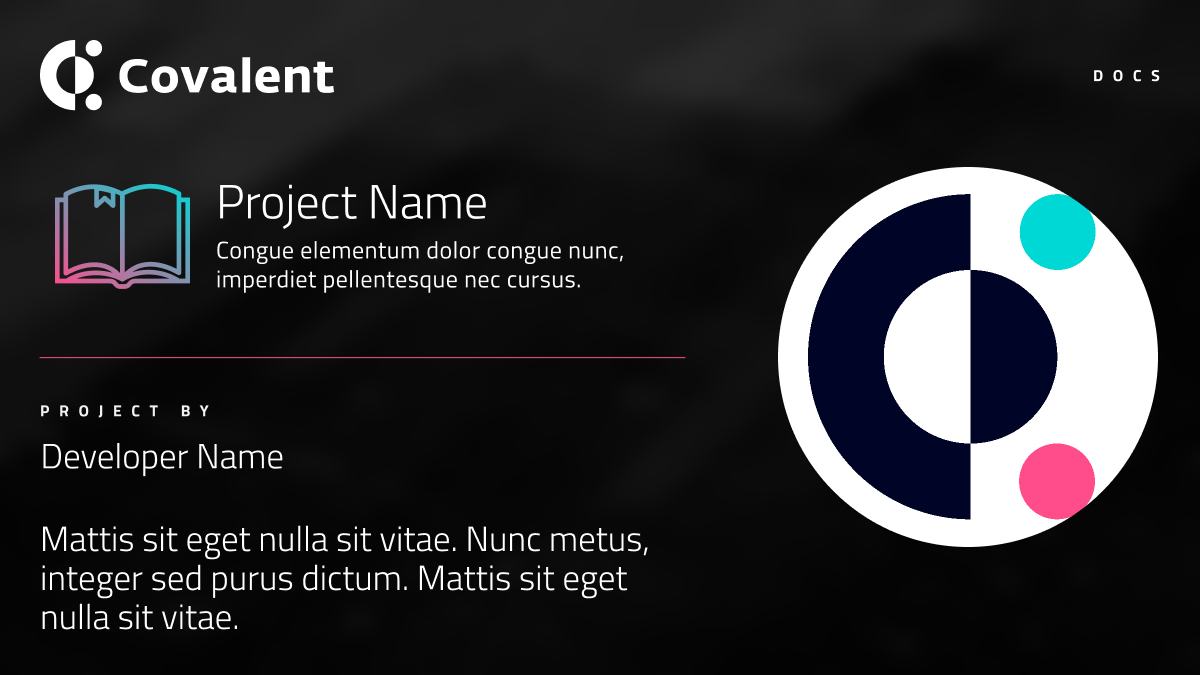 Covalent
DOCS
Project Name
Congue elementum dolor congue nunc,
imperdiet pellentesque nec cursus.
PROJECT BY
Developer Name
Mattis sit eget nulla sit vitae. Nunc metus,
integer sed purus dictum. Mattis sit eget
nulla sit vitae.